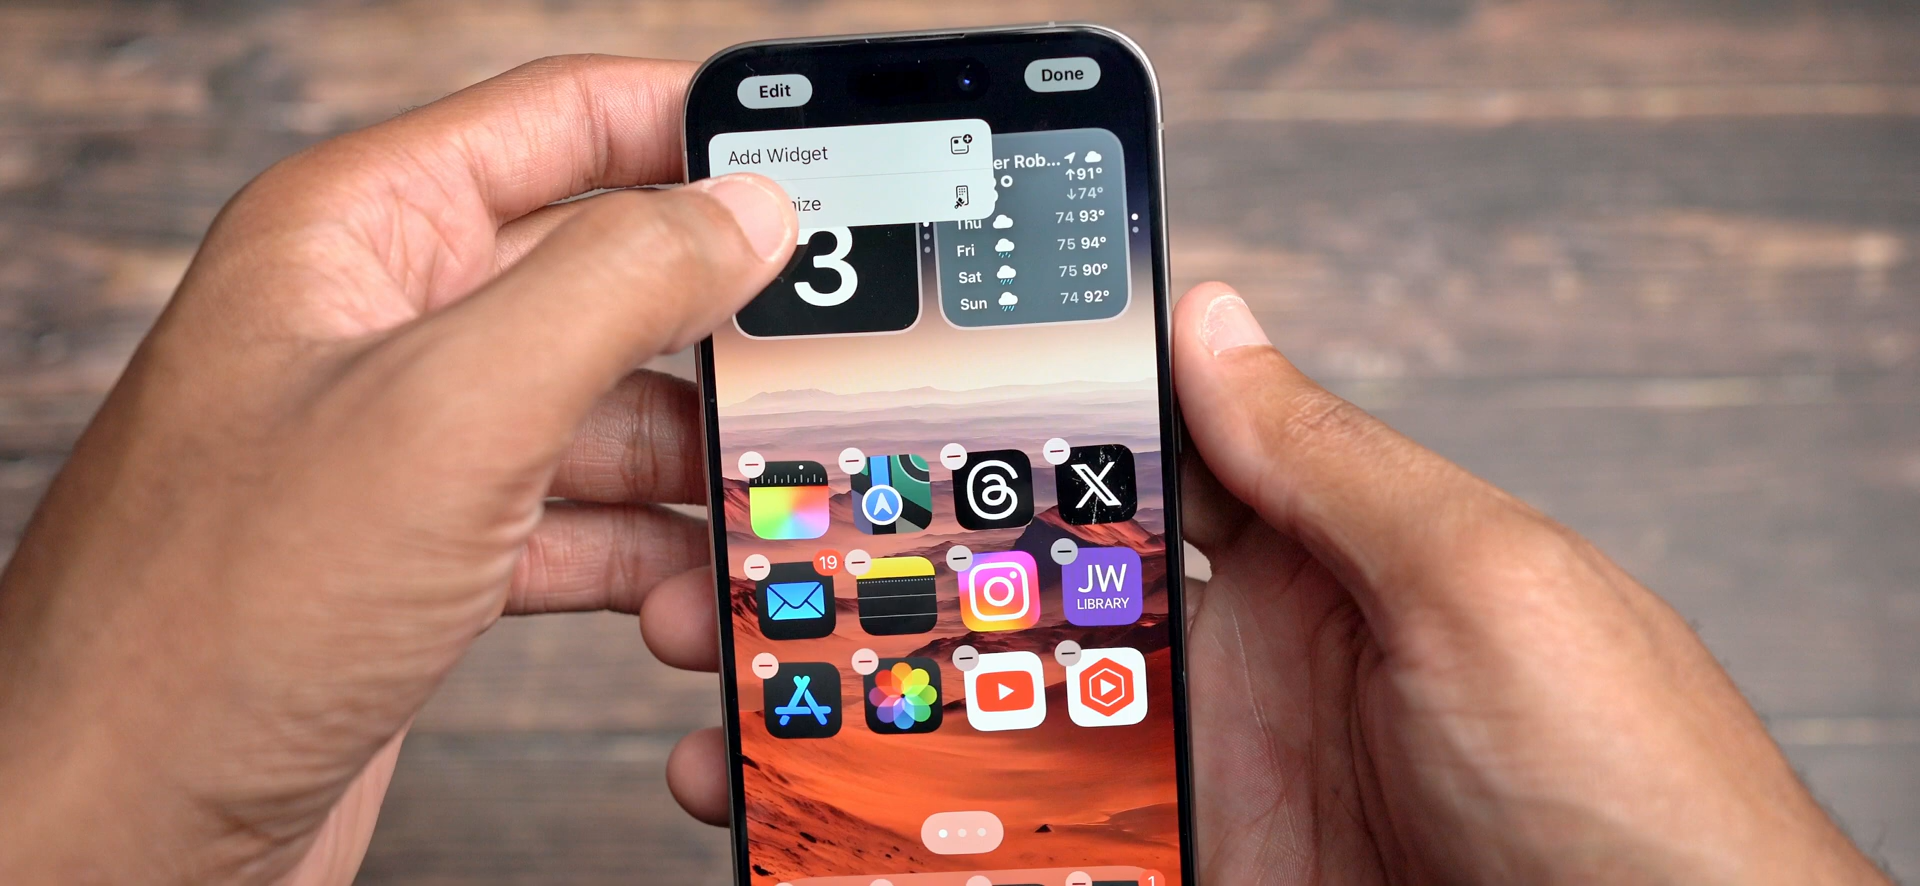 Edit
Done
Add Widget
er Rob...
↑91°
↓74°
Thu 74 93°
Fri 75 94°
Sat 75 90°
Sun 74 92°
3
19
JW
LIBRARY
1